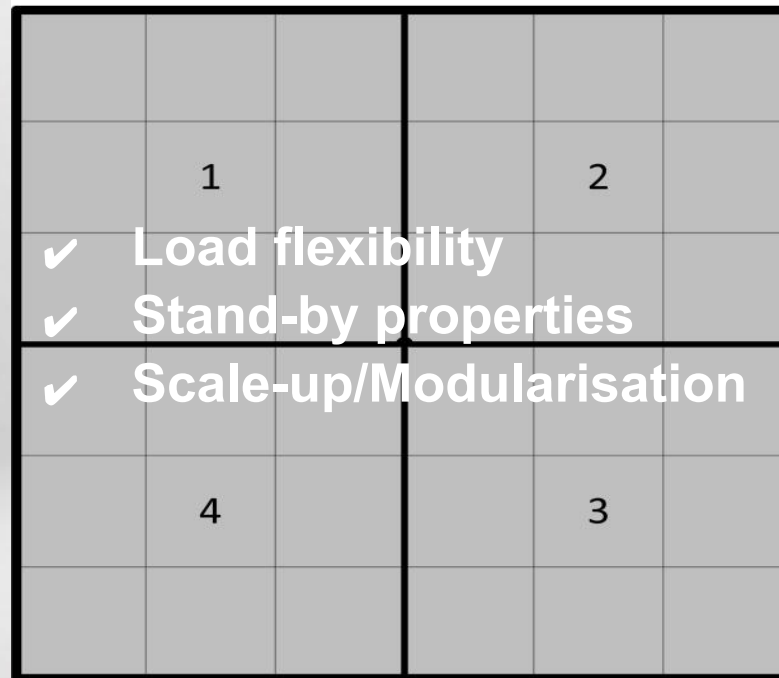 1 2
✔ Load flexibility
✔ Stand-by properties
✔ Scale-up/Modularisation
4 3